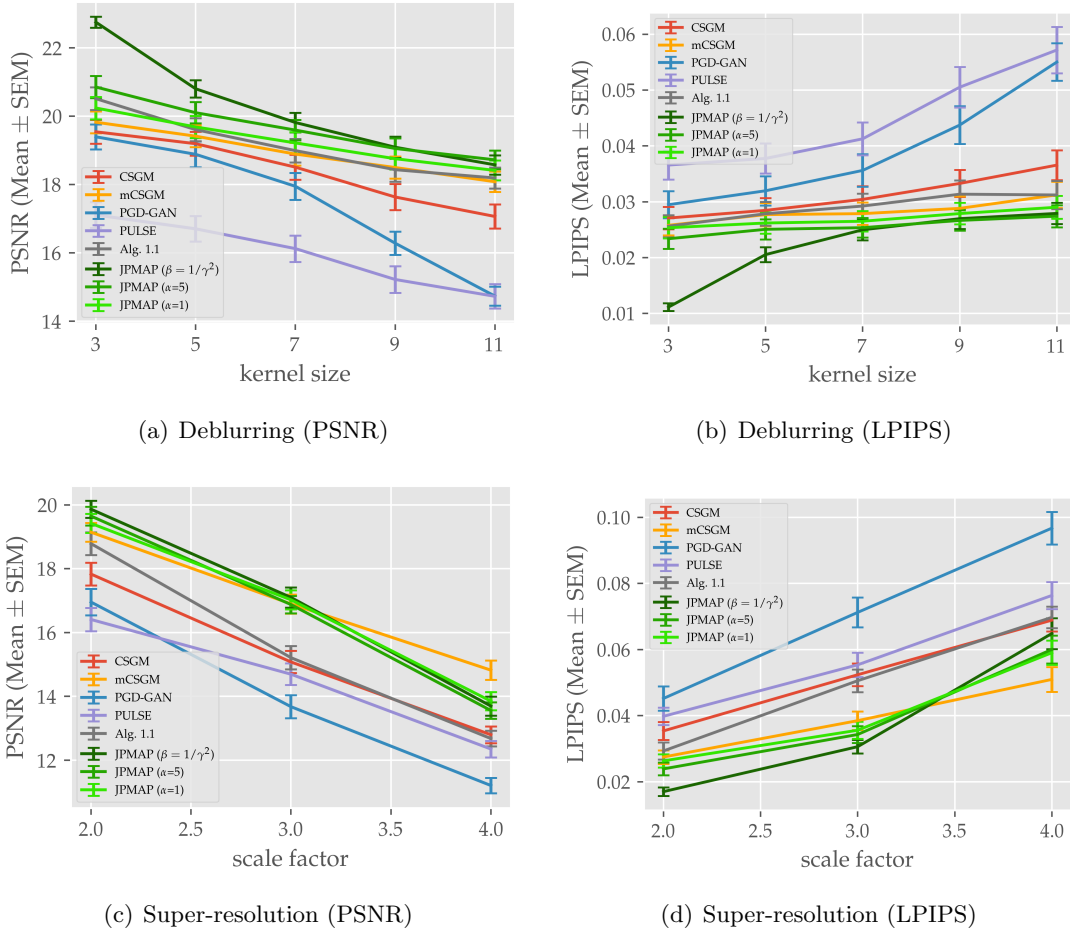 PSNR (Mean ± SEM)
22
20
18
16
14
CSGM
mCSGM
PGD-GAN
PULSE
Alg. 1.1
JPMAP (β = 1/γ²)
JPMAP (α=5)
JPMAP (α=1)
3 5 7 9 11
kernel size
(a) Deblurring (PSNR)
LPIPS (Mean ± SEM)
0.06
0.05
0.04
0.03
0.02
0.01
CSGM
mCSGM
PGD-GAN
PULSE
Alg. 1.1
JPMAP (β = 1/γ²)
JPMAP (α=5)
JPMAP (α=1)
3 5 7 9 11
kernel size
(b) Deblurring (LPIPS)
PSNR (Mean ± SEM)
20
18
16
14
12
CSGM
mCSGM
PGD-GAN
PULSE
Alg. 1.1
JPMAP (β = 1/γ²)
JPMAP (α=5)
JPMAP (α=1)
2.0 2.5 3.0 3.5 4.0
scale factor
(c) Super-resolution (PSNR)
LPIPS (Mean ± SEM)
0.10
0.08
0.06
0.04
0.02
CSGM
mCSGM
PGD-GAN
PULSE
Alg. 1.1
JPMAP (β = 1/γ²)
JPMAP (α=5)
JPMAP (α=1)
2.0 2.5 3.0 3.5 4.0
scale factor
(d) Super-resolution (LPIPS)